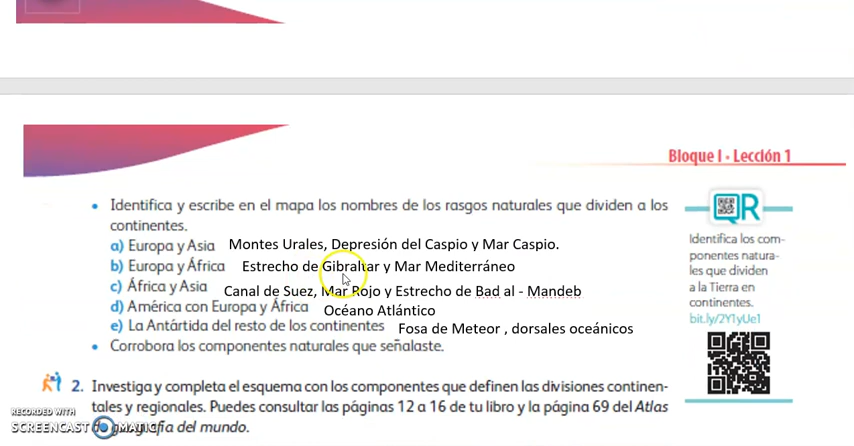 Bloque I • Lección 1
• Identifica y escribe en el mapa los nombres de los rasgos naturales que dividen a los
continentes.
a) Europa y Asia Montes Urales, Depresión del Caspio y Mar Caspio.
b) Europa y África Estrecho de Gibraltar y Mar Mediterráneo
c) África y Asia Canal de Suez, Mar Rojo y Estrecho de Bad al - Mandeb
d) América con Europa y África Océano Atlántico
e) La Antártida del resto de los continentes Fosa de Meteor , dorsales oceánicos
• Corrobora los componentes naturales que señalaste.
QR
Identifica los com-
ponentes natura-
les que dividen
a la Tierra en
continentes.
bit.ly/2Y1yUe1
2. Investiga y completa el esquema con los componentes que definen las divisiones continen-
tales y regionales. Puedes consultar las páginas 12 a 16 de tu libro y la página 69 del Atlas
de geografía del mundo.
RECORDED WITH
SCREENCAST MATIC